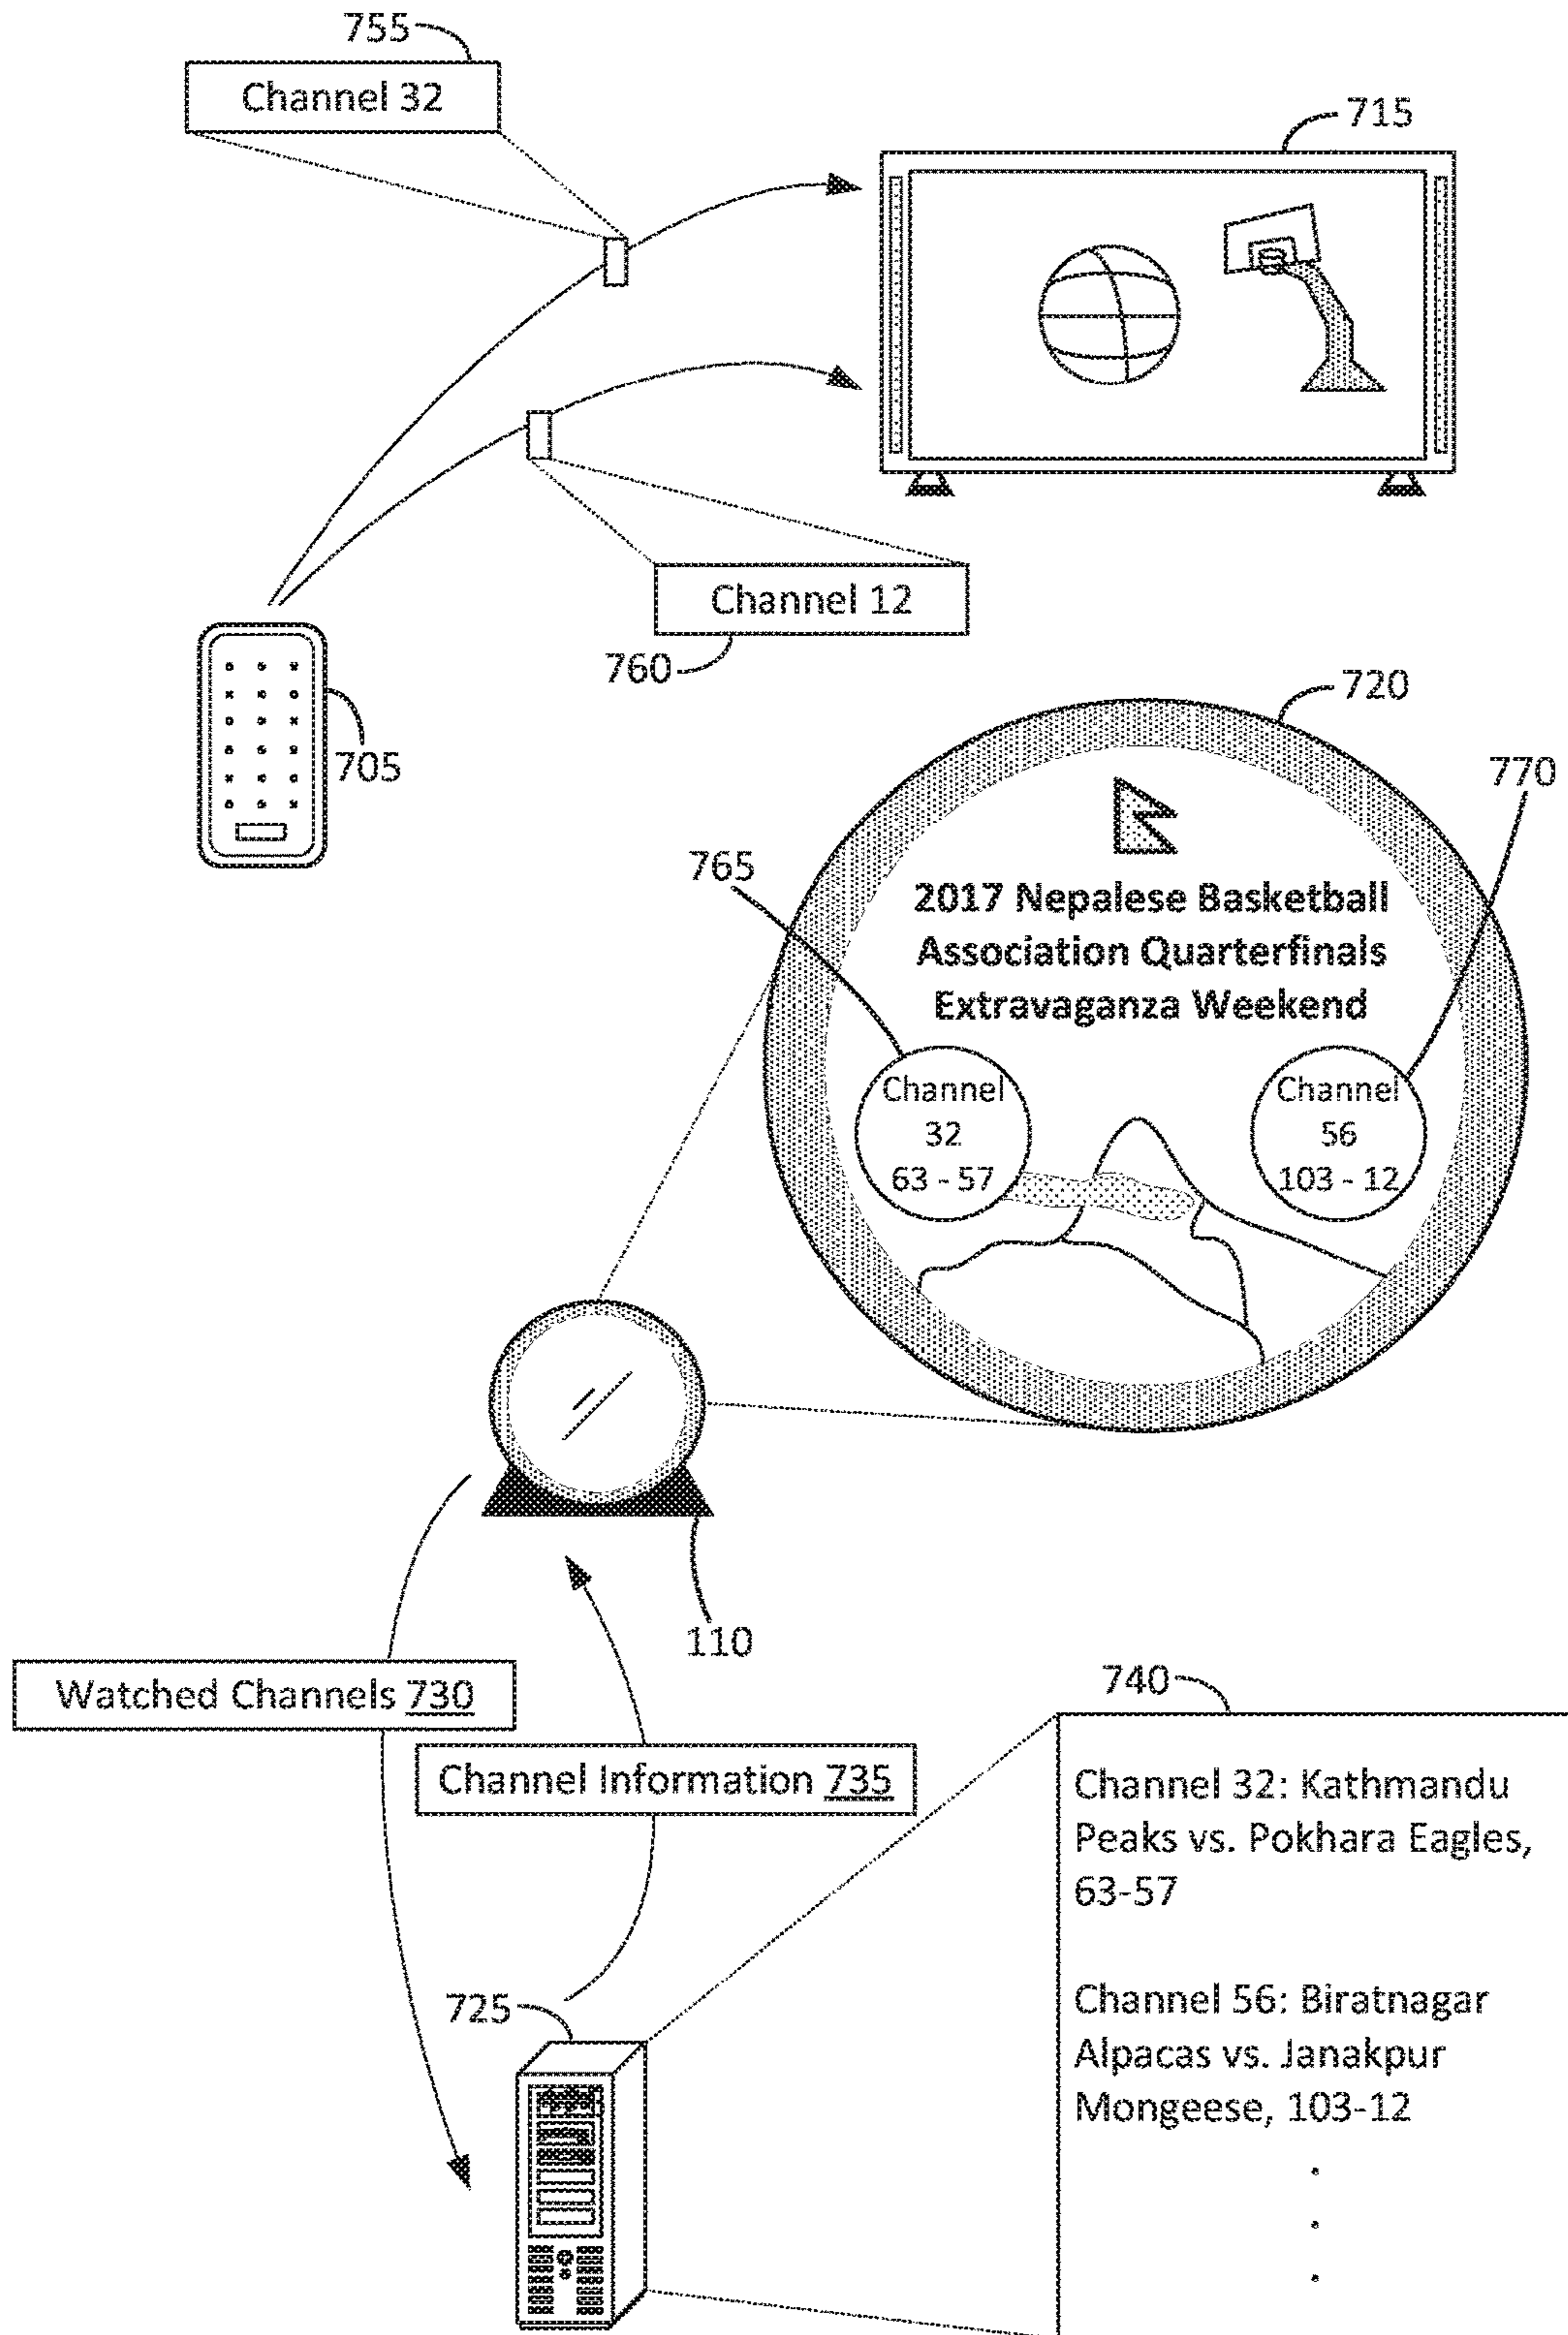 755
Channel 32
715
Channel 12
760
705
720
770
765
2017 Nepalese Basketball
Association Quarterfinals
Extravaganza Weekend
Channel
32
63 - 57
Channel
56
103 - 12
110
Watched Channels 730
Channel Information 735
740
Channel 32: Kathmandu
Peaks vs. Pokhara Eagles,
63-57
Channel 56: Biratnagar
Alpacas vs. Janakpur
Mongeese, 103-12
725